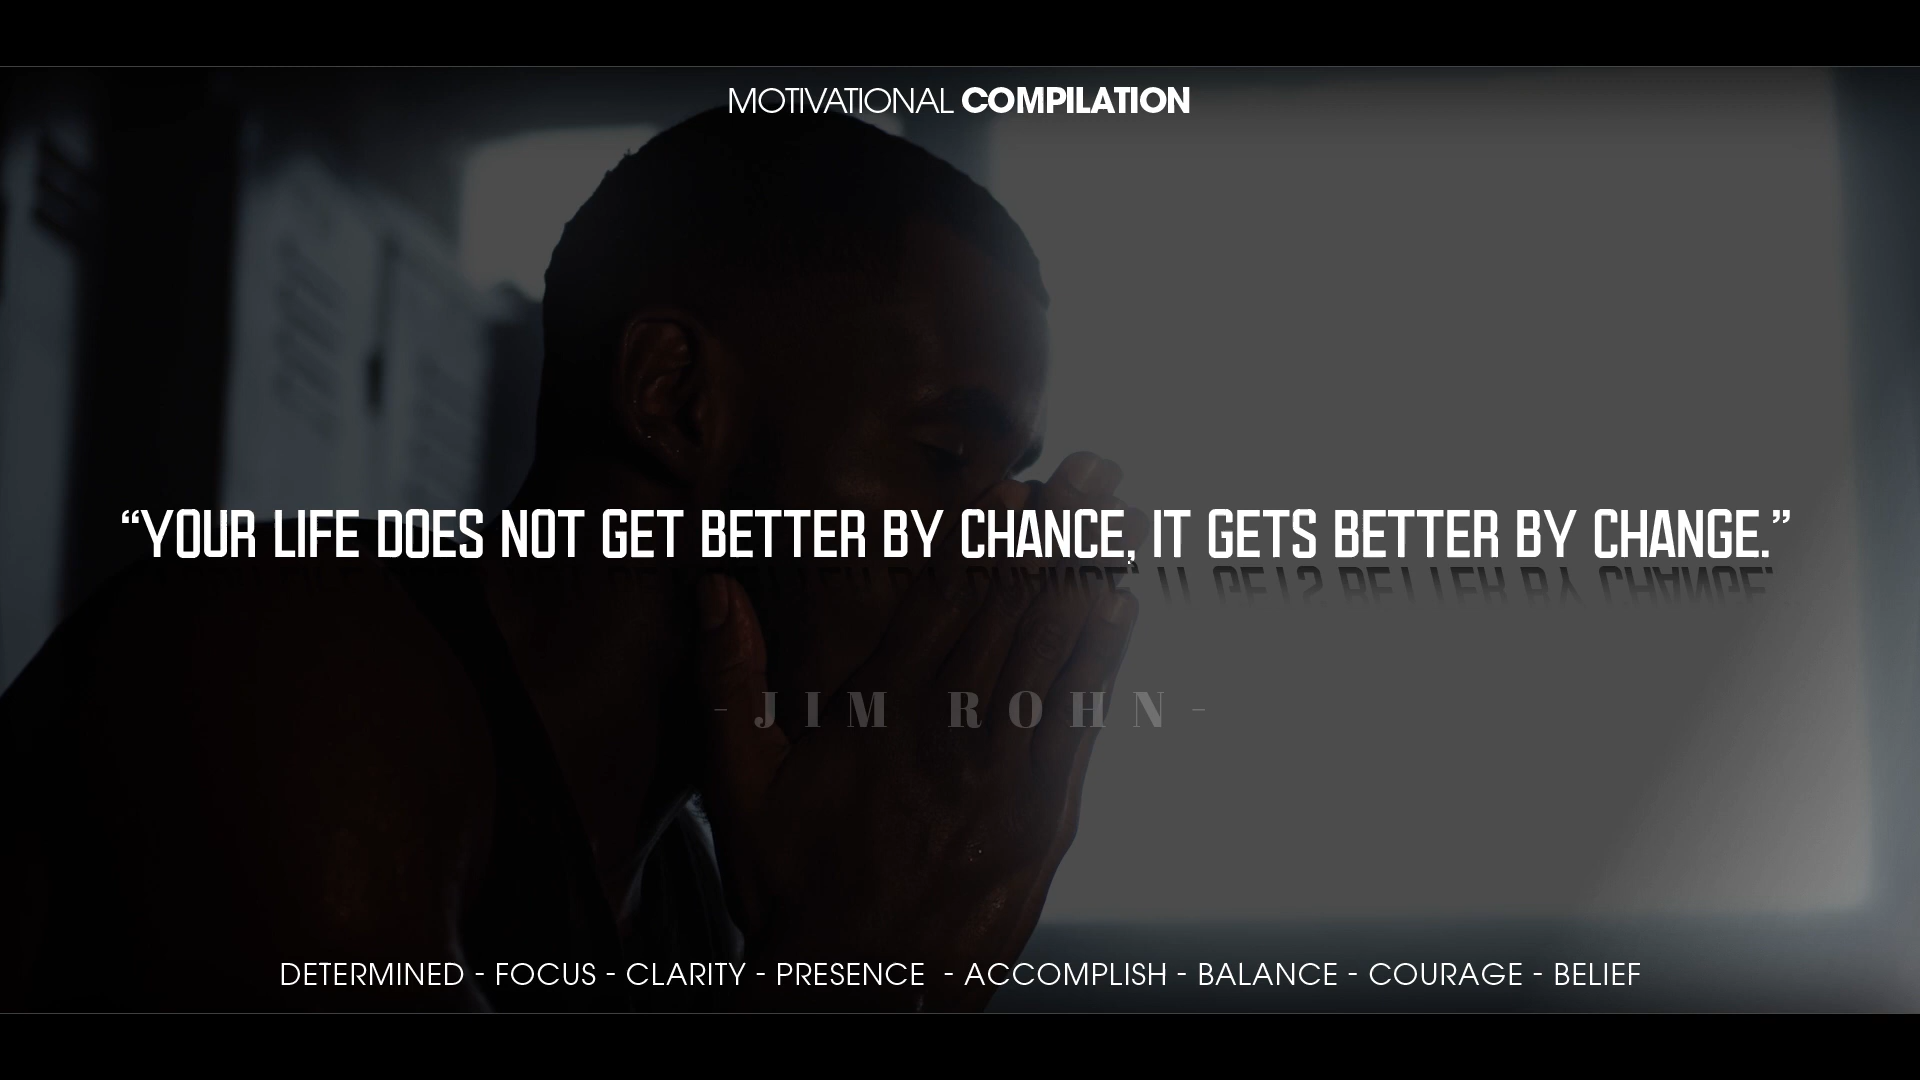 MOTIVATIONAL COMPILATION
“YOUR LIFE DOES NOT GET BETTER BY CHANCE, IT GETS BETTER BY CHANGE.”
-JIM ROHN-
DETERMINED - FOCUS - CLARITY - PRESENCE - ACCOMPLISH - BALANCE - COURAGE - BELIEF